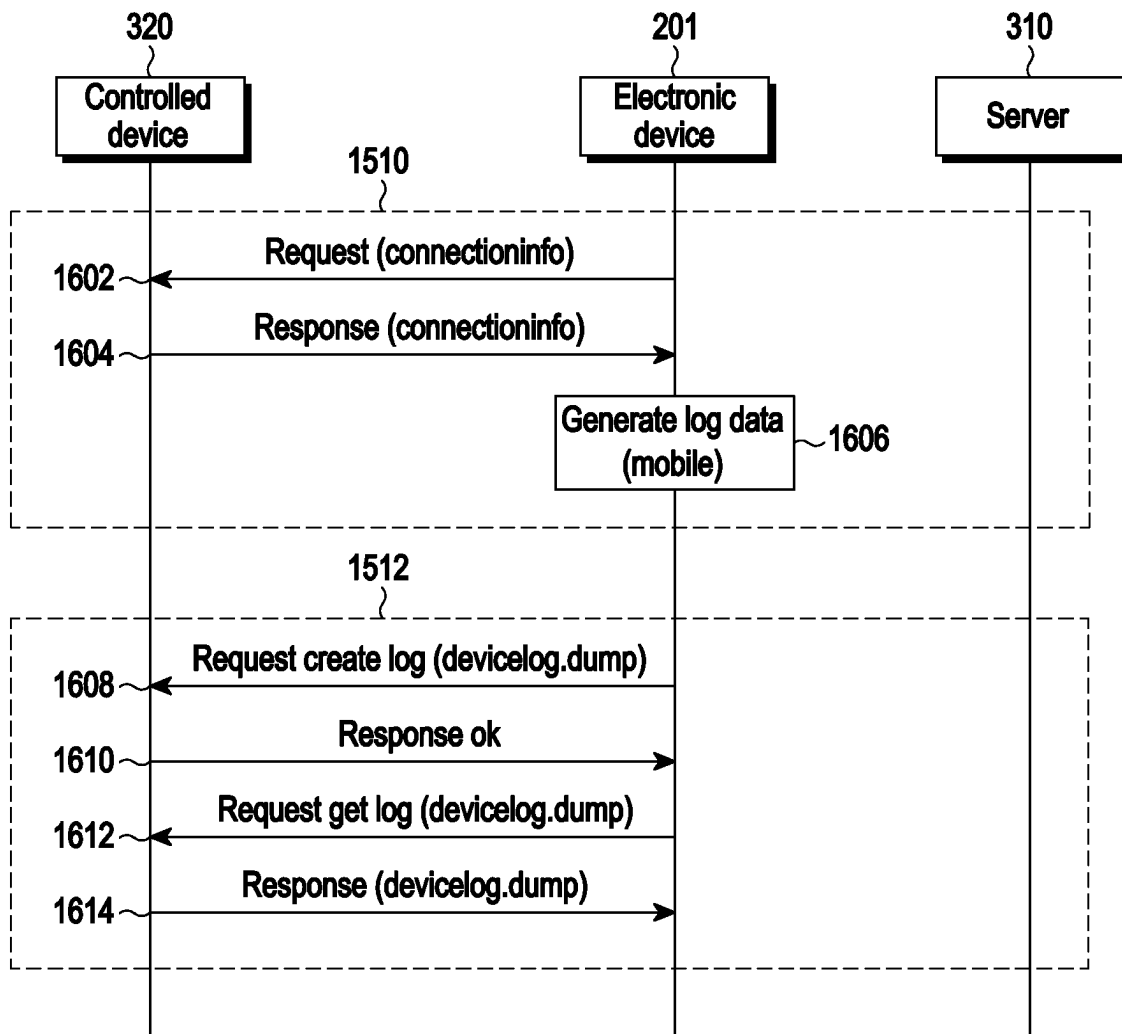 320
201
310
Controlled
device
Electronic
device
Server
1510
Request (connectioninfo)
1602
Response (connectioninfo)
1604
Generate log data
(mobile)
1606
1512
Request create log (devicelog.dump)
1608
Response ok
1610
Request get log (devicelog.dump)
1612
Response (devicelog.dump)
1614